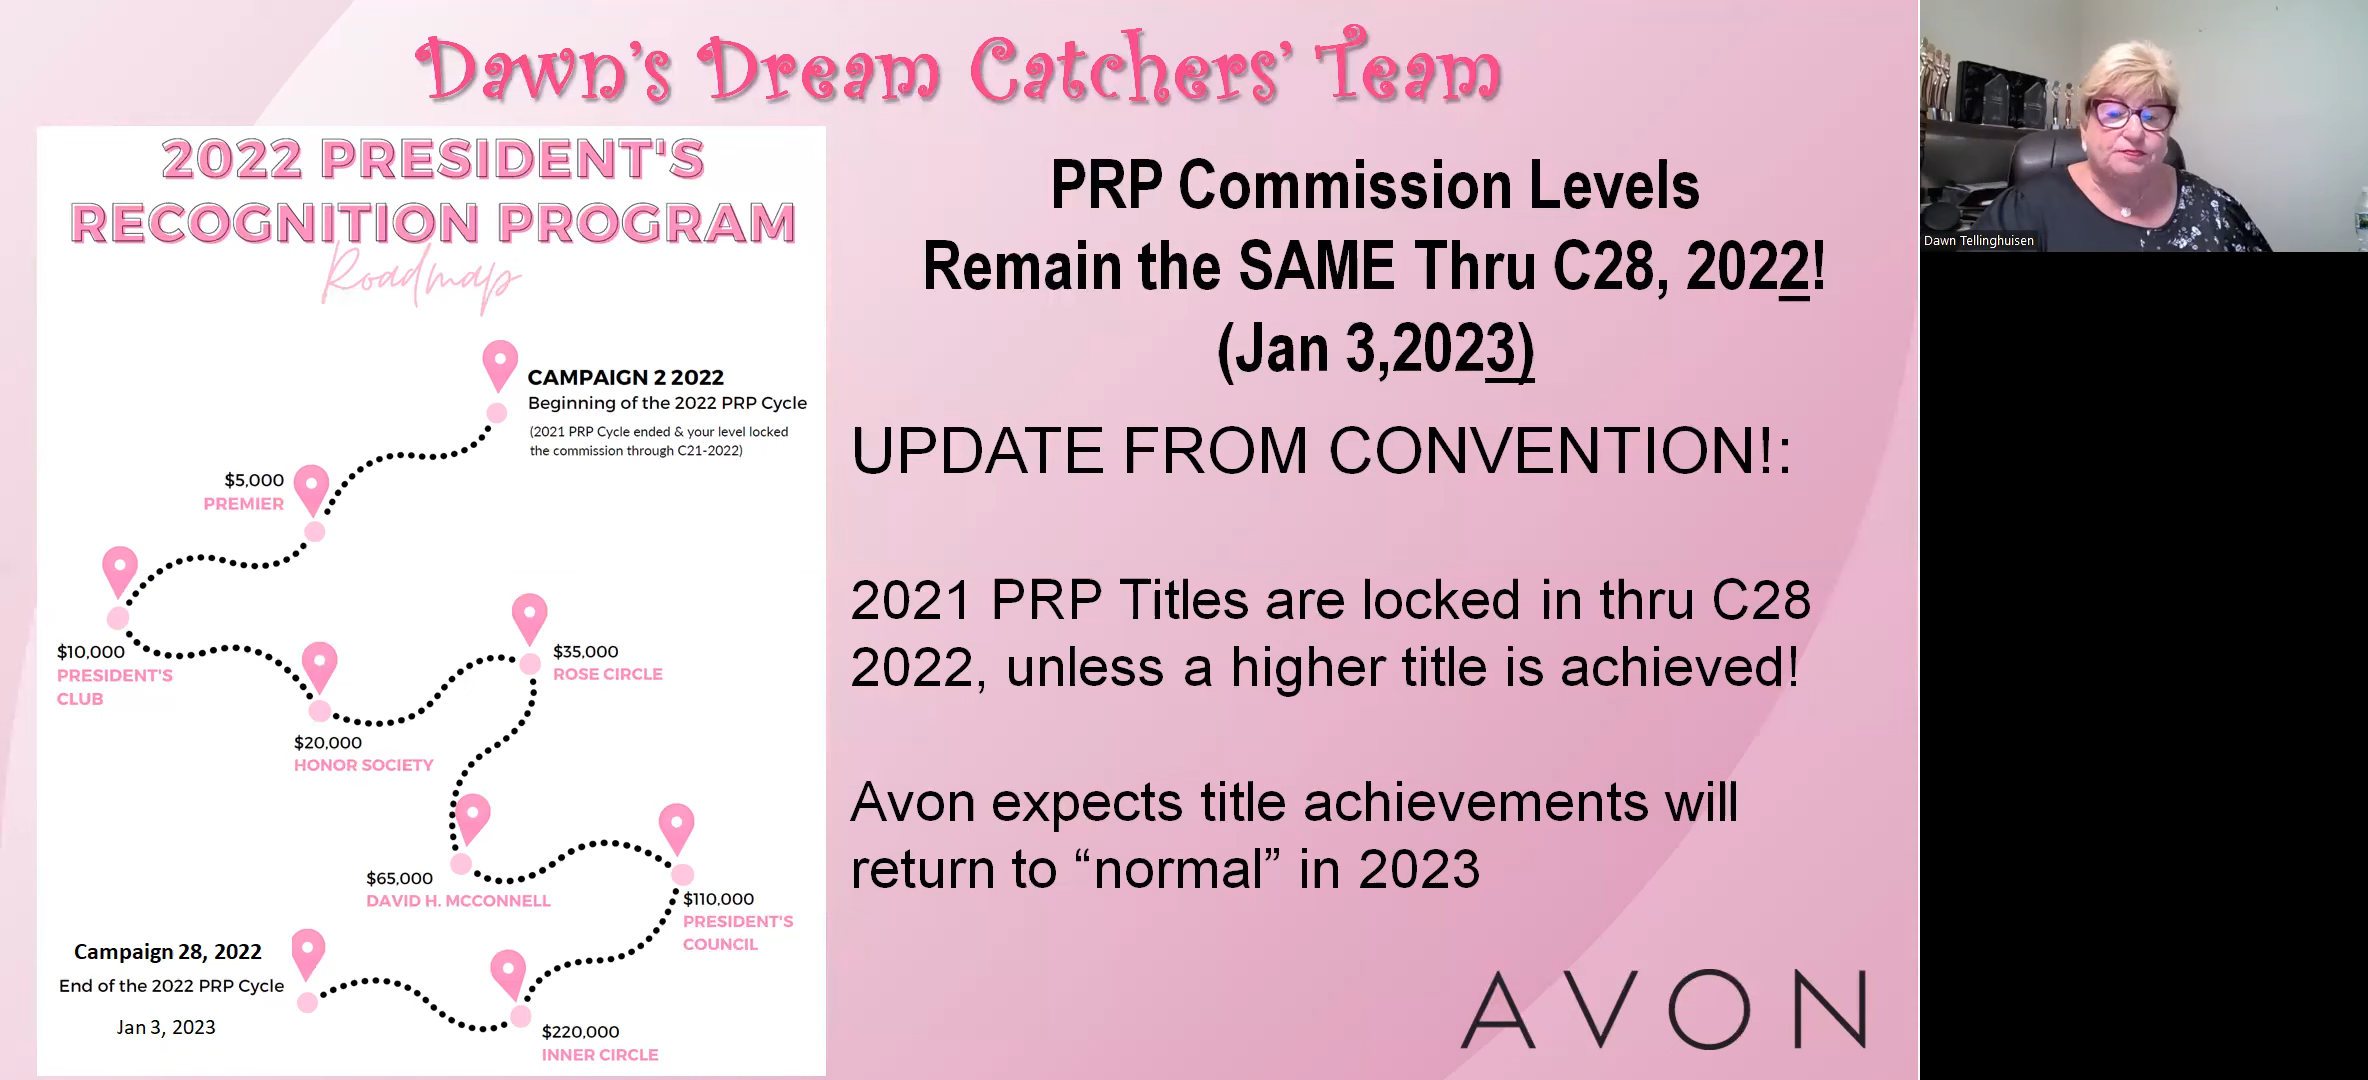 Dawn's Dream Catchers' Team
2022 PRESIDENT'S
RECOGNITION PROGRAM
Roadmap
CAMPAIGN 2 2022
Beginning of the 2022 PRP Cycle
(2021 PRP Cycle ended & your level locked
the commission through C21-2022)
$5,000
PREMIER
$10,000
PRESIDENT'S
CLUB
$20,000
HONOR SOCIETY
$35,000
ROSE CIRCLE
$65,000
DAVID H. MCCONNELL
$110,000
PRESIDENT'S
COUNCIL
$220,000
INNER CIRCLE
Campaign 28, 2022
End of the 2022 PRP Cycle
Jan 3, 2023
PRP Commission Levels
Remain the SAME Thru C28, 2022!
(Jan 3,2023)
UPDATE FROM CONVENTION!:
2021 PRP Titles are locked in thru C28
2022, unless a higher title is achieved!
Avon expects title achievements will
return to “normal” in 2023
AVON
Dawn Tellinghuisen